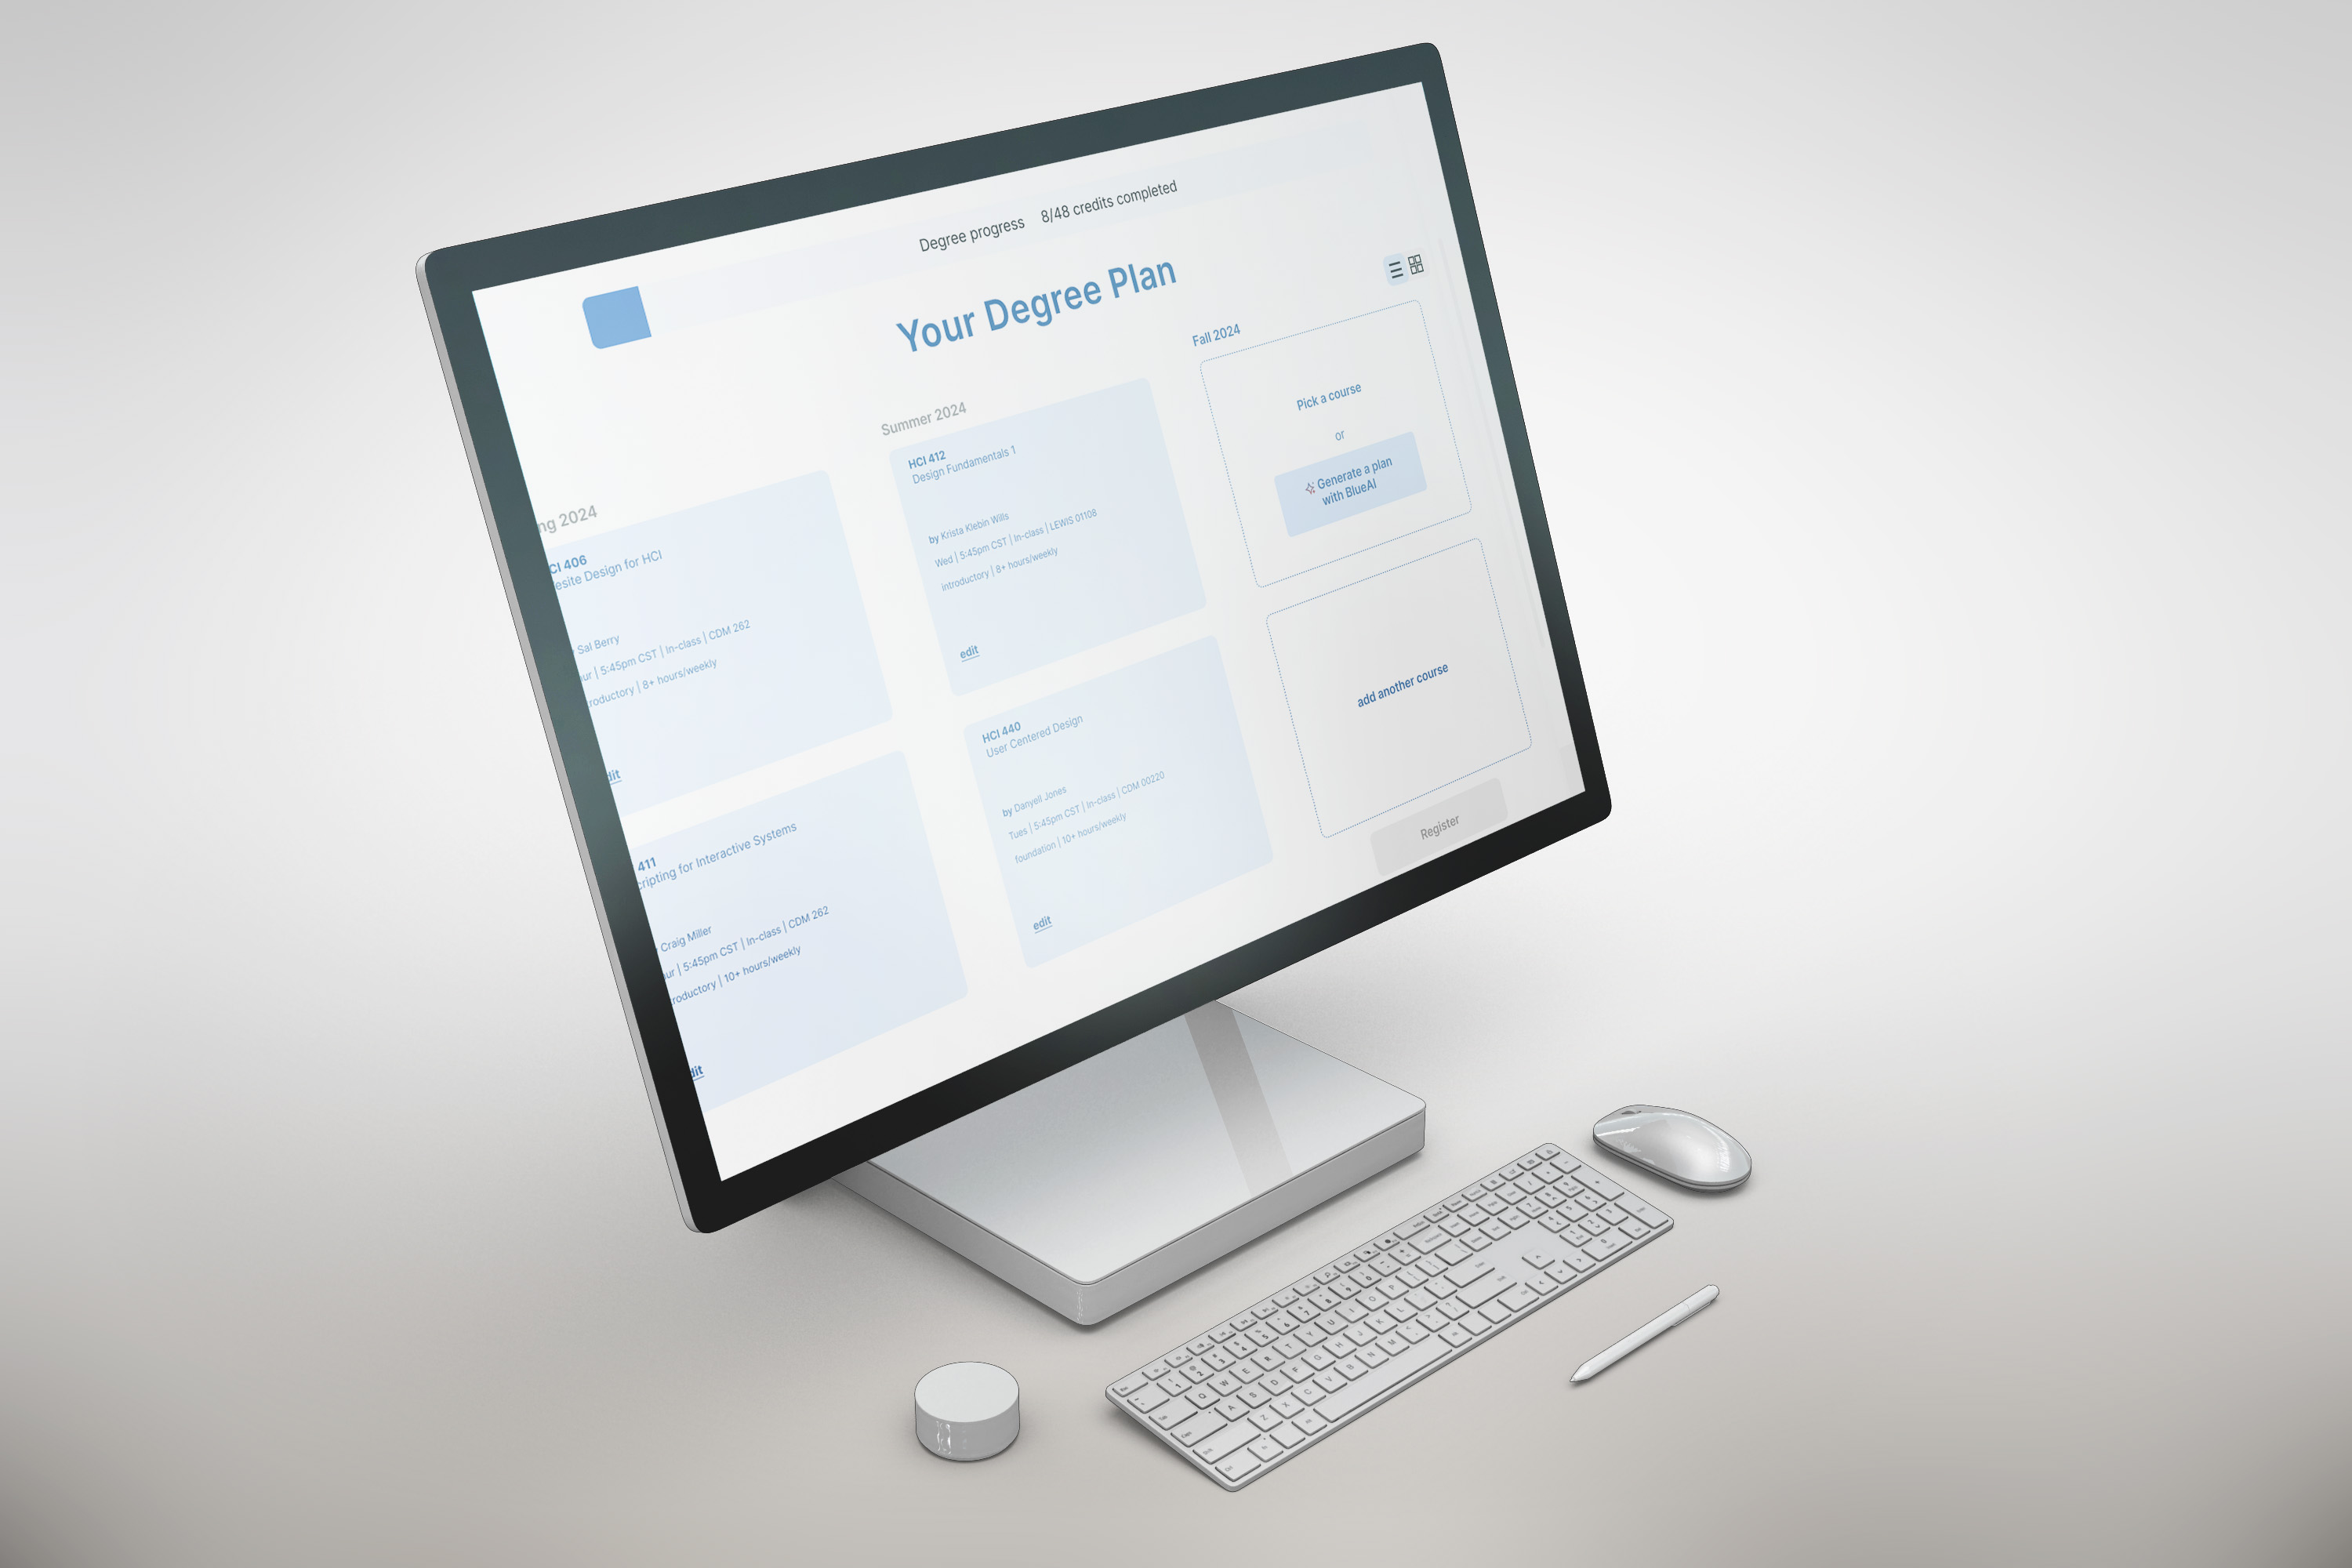 Degree progress 8/48 credits completed
Your Degree Plan
ng 2024
CI 406
esite Design for HCI
Sal Berry
ur | 5:45pm CST | In-class | CDM 262
roductory | 8+ hours/weekly
dit
411
cripting for Interactive Systems
Craig Miller
ur | 5:45pm CST | In-class | CDM 262
roductory | 10+ hours/weekly
dit
Summer 2024
HCI 412
Design Fundamentals 1
by Krista Klebin Wills
Wed | 5:45pm CST | In-class | LEWIS 01108
introductory | 8+ hours/weekly
edit
HCI 440
User Centered Design
by Danyell Jones
Tues | 5:45pm CST | In-class | CDM 00220
foundation | 10+ hours/weekly
edit
Fall 2024
Pick a course
or
Generate a plan
with BlueAI
add another course
Register